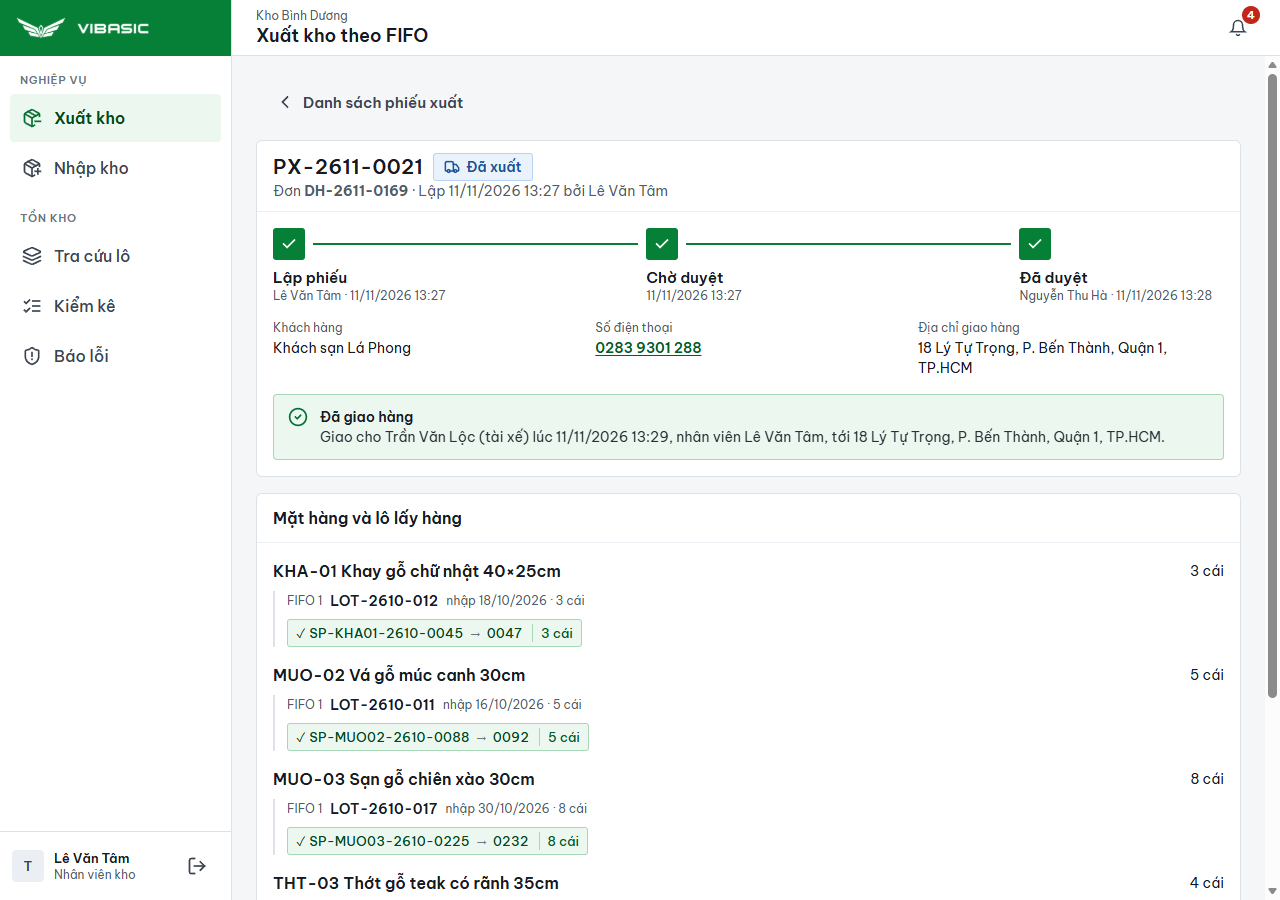 VIBASIC
Kho Bình Dương
Xuất kho theo FIFO
4
NGHIỆP VỤ
Xuất kho
Nhập kho
TỒN KHO
Tra cứu lô
Kiểm kê
Báo lỗi
T
Lê Văn Tâm
Nhân viên kho
Danh sách phiếu xuất
PX-2611-0021 Đã xuất
Đơn DH-2611-0169 · Lập 11/11/2026 13:27 bởi Lê Văn Tâm
Lập phiếu
Lê Văn Tâm · 11/11/2026 13:27
Chờ duyệt
11/11/2026 13:27
Đã duyệt
Nguyễn Thu Hà · 11/11/2026 13:28
Khách hàng
Khách sạn Lá Phong
Số điện thoại
0283 9301 288
Địa chỉ giao hàng
18 Lý Tự Trọng, P. Bến Thành, Quận 1,
TP.HCM
Đã giao hàng
Giao cho Trần Văn Lộc (tài xế) lúc 11/11/2026 13:29, nhân viên Lê Văn Tâm, tới 18 Lý Tự Trọng, P. Bến Thành, Quận 1, TP.HCM.
Mặt hàng và lô lấy hàng
KHA-01 Khay gỗ chữ nhật 40×25cm 3 cái
FIFO 1 LOT-2610-012 nhập 18/10/2026 · 3 cái
✓ SP-KHA01-2610-0045 → 0047 3 cái
MUO-02 Vá gỗ múc canh 30cm 5 cái
FIFO 1 LOT-2610-011 nhập 16/10/2026 · 5 cái
✓ SP-MUO02-2610-0088 → 0092 5 cái
MUO-03 Sạn gỗ chiên xào 30cm 8 cái
FIFO 1 LOT-2610-017 nhập 30/10/2026 · 8 cái
✓ SP-MUO03-2610-0225 → 0232 8 cái
THT-03 Thớt gỗ teak có rãnh 35cm 4 cái